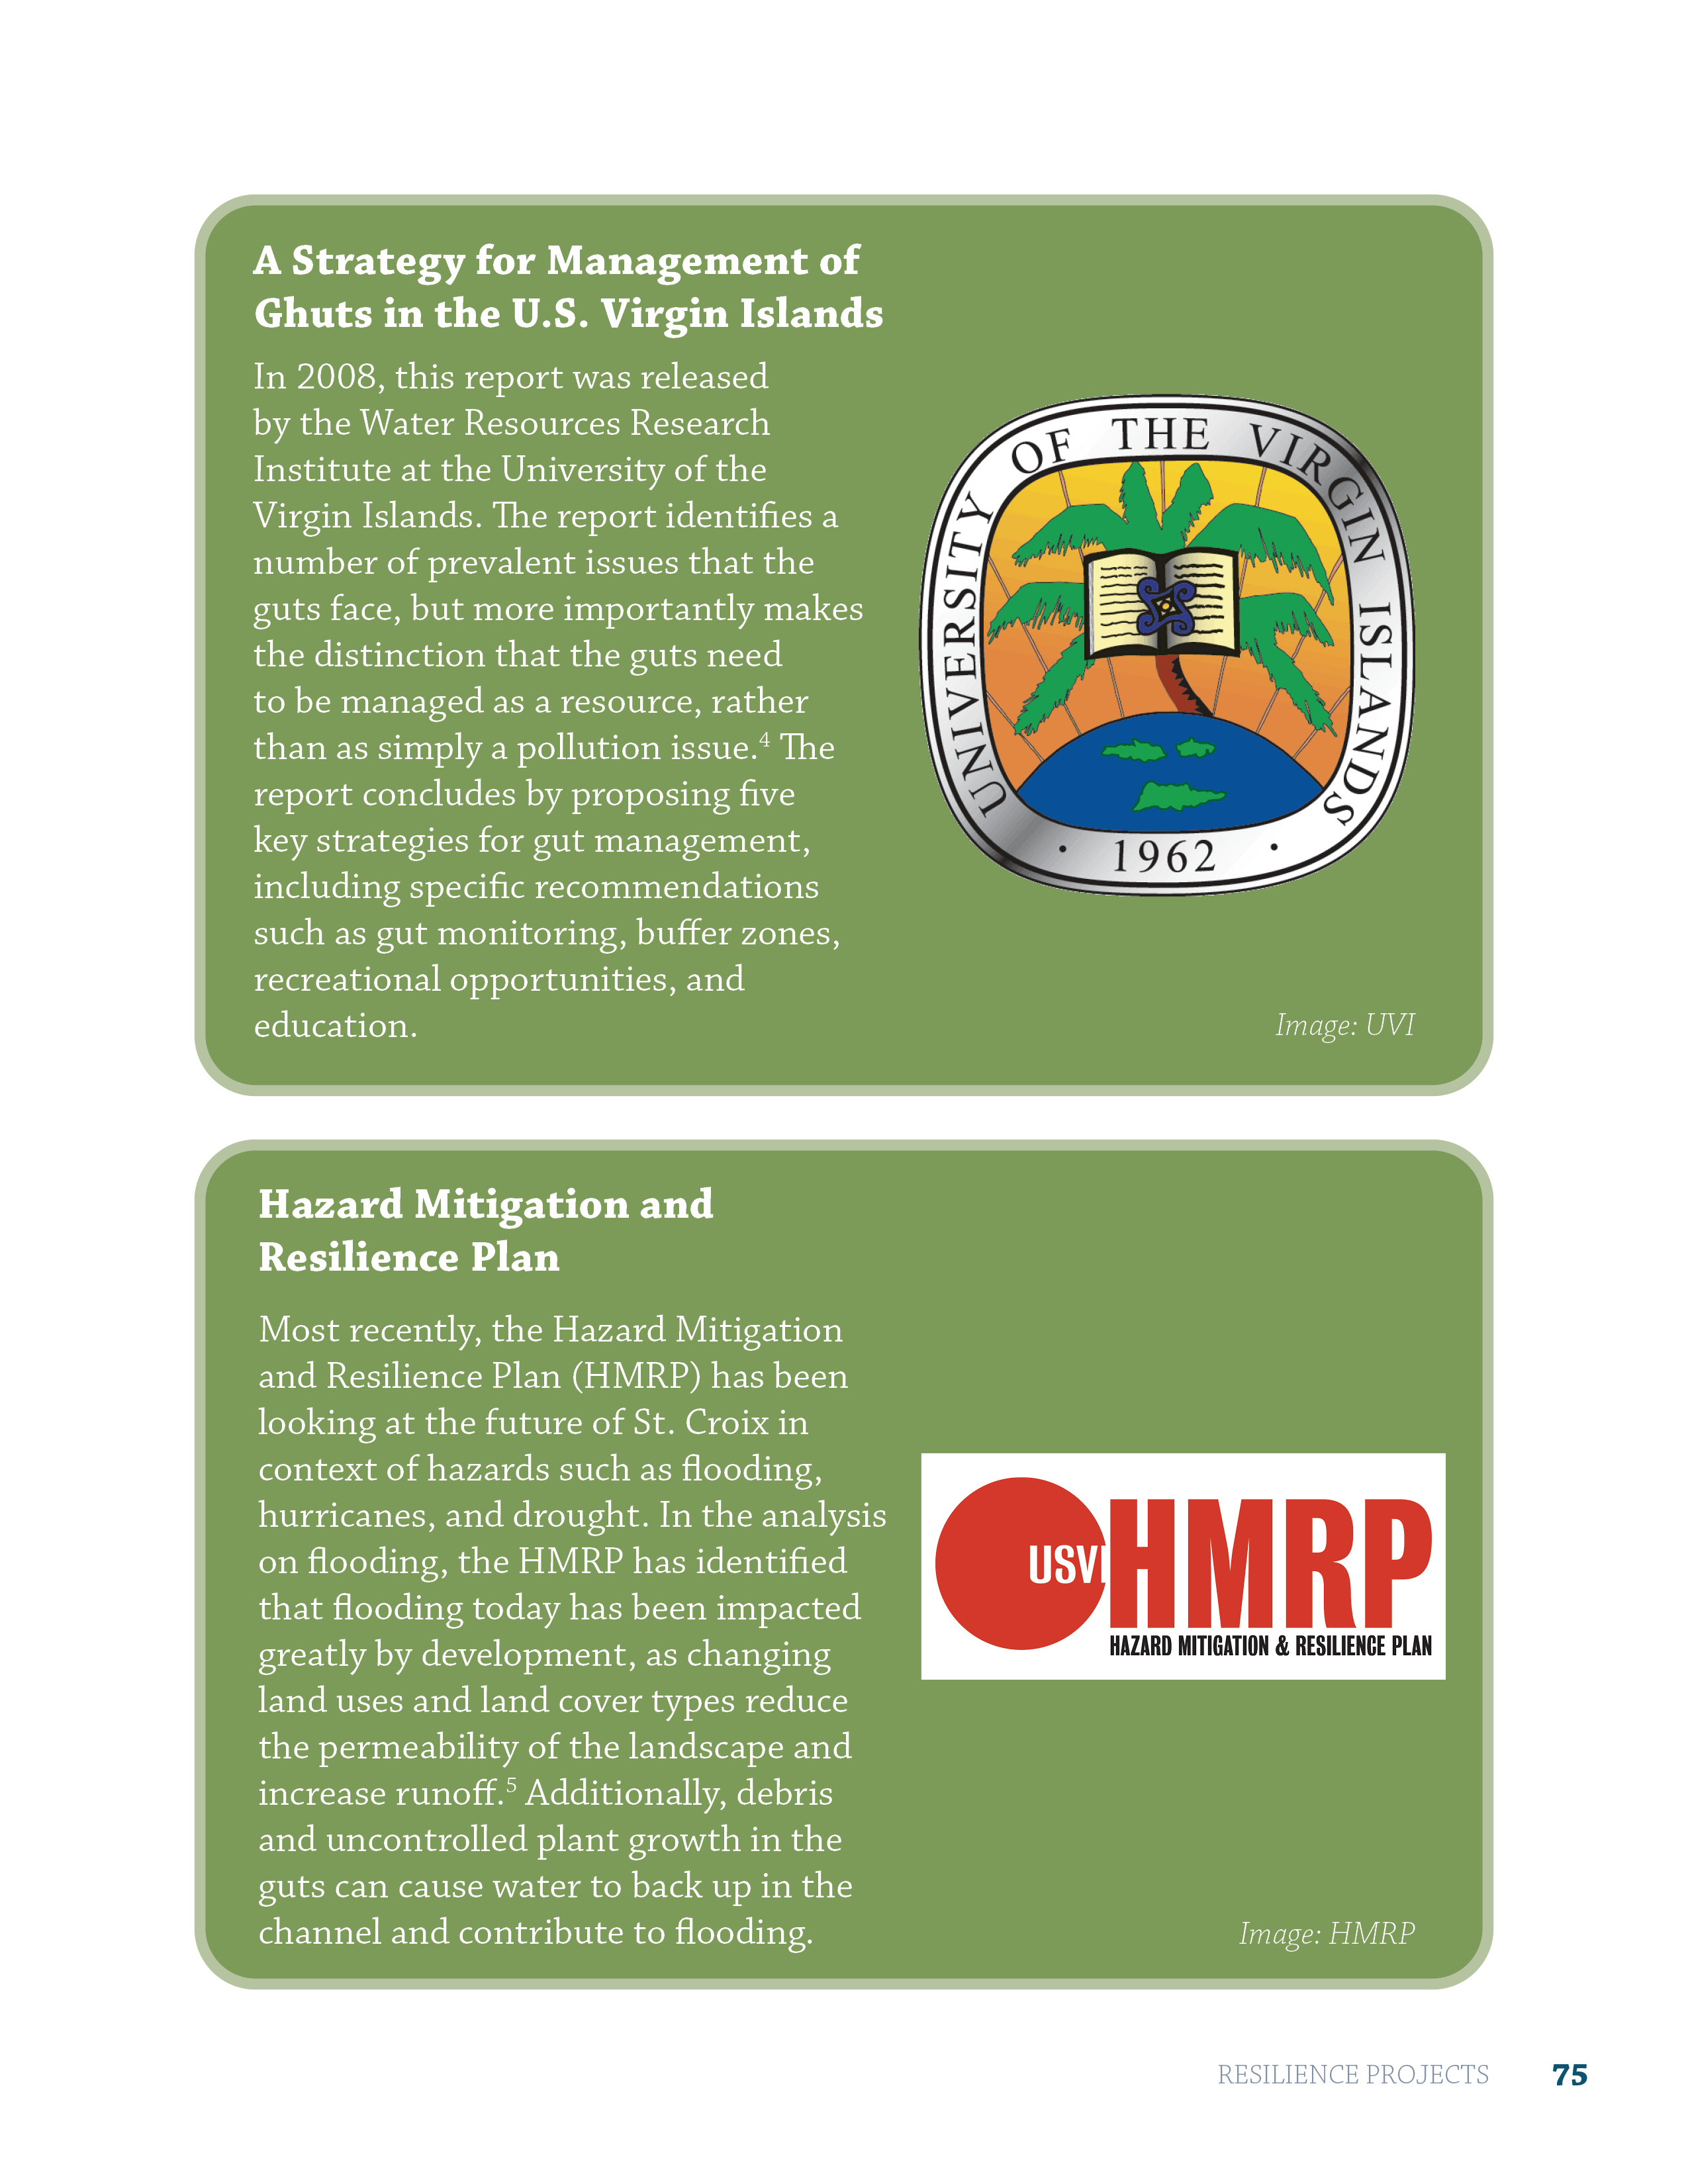 A Strategy for Management of
Ghuts in the U.S. Virgin Islands
In 2008, this report was released
by the Water Resources Research
Institute at the University of the
Virgin Islands. The report identifies a
number of prevalent issues that the
guts face, but more importantly makes
the distinction that the guts need
to be managed as a resource, rather
than as simply a pollution issue.4 The
report concludes by proposing five
key strategies for gut management,
including specific recommendations
such as gut monitoring, buffer zones,
recreational opportunities, and
education.
UNIVERSITY OF THE VIRGIN ISLANDS
· 1962 ·
Image: UVI
Hazard Mitigation and
Resilience Plan
Most recently, the Hazard Mitigation
and Resilience Plan (HMRP) has been
looking at the future of St. Croix in
context of hazards such as flooding,
hurricanes, and drought. In the analysis
on flooding, the HMRP has identified
that flooding today has been impacted
greatly by development, as changing
land uses and land cover types reduce
the permeability of the landscape and
increase runoff.5 Additionally, debris
and uncontrolled plant growth in the
guts can cause water to back up in the
channel and contribute to flooding.
USVI HMRP
HAZARD MITIGATION & RESILIENCE PLAN
Image: HMRP
RESILIENCE PROJECTS 75